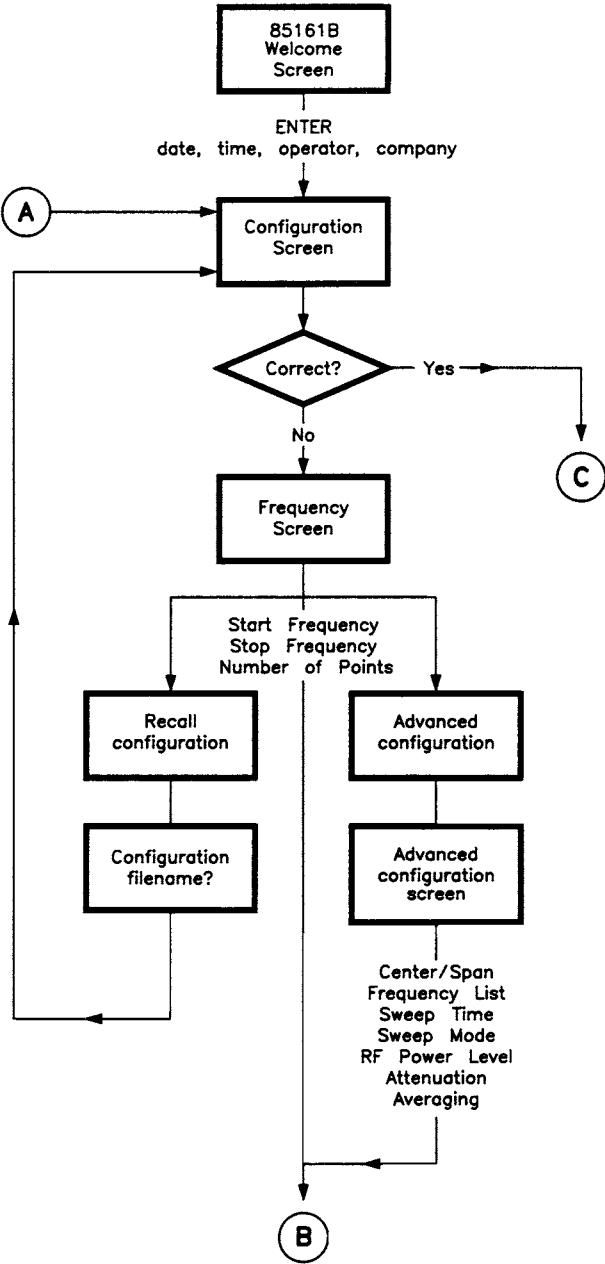 85161B
Welcome
Screen
ENTER
date, time, operator, company
A
Configuration
Screen
Correct?
Yes
No
C
Frequency
Screen
Start Frequency
Stop Frequency
Number of Points
Recall
configuration
Advanced
configuration
Configuration
filename?
Advanced
configuration
screen
Center/Span
Frequency List
Sweep Time
Sweep Mode
RF Power Level
Attenuation
Averaging
B